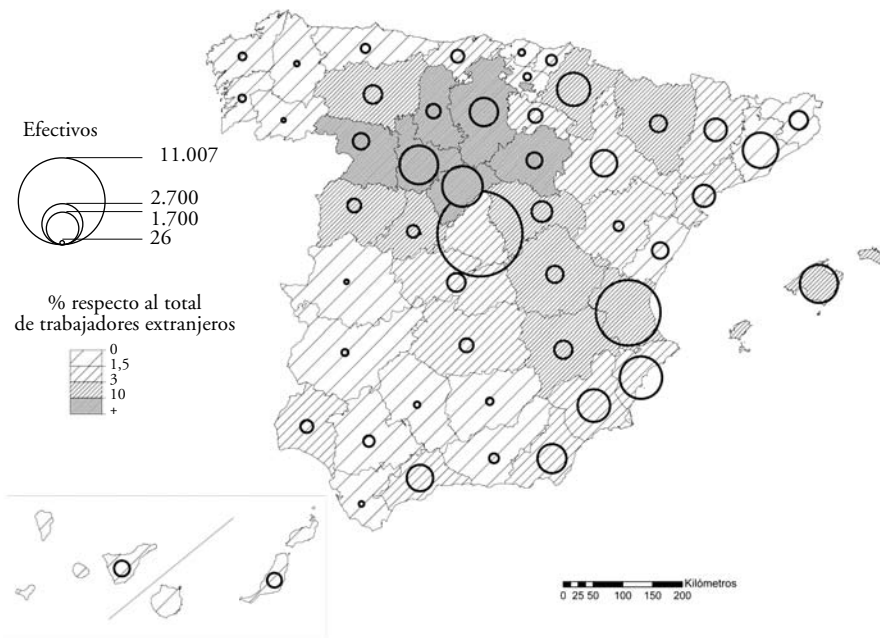 Efectivos
11.007
2.700
1.700
26
% respecto al total
de trabajadores extranjeros
0
1,5
3
10
+
Kilómetros
0 25 50 100 150 200